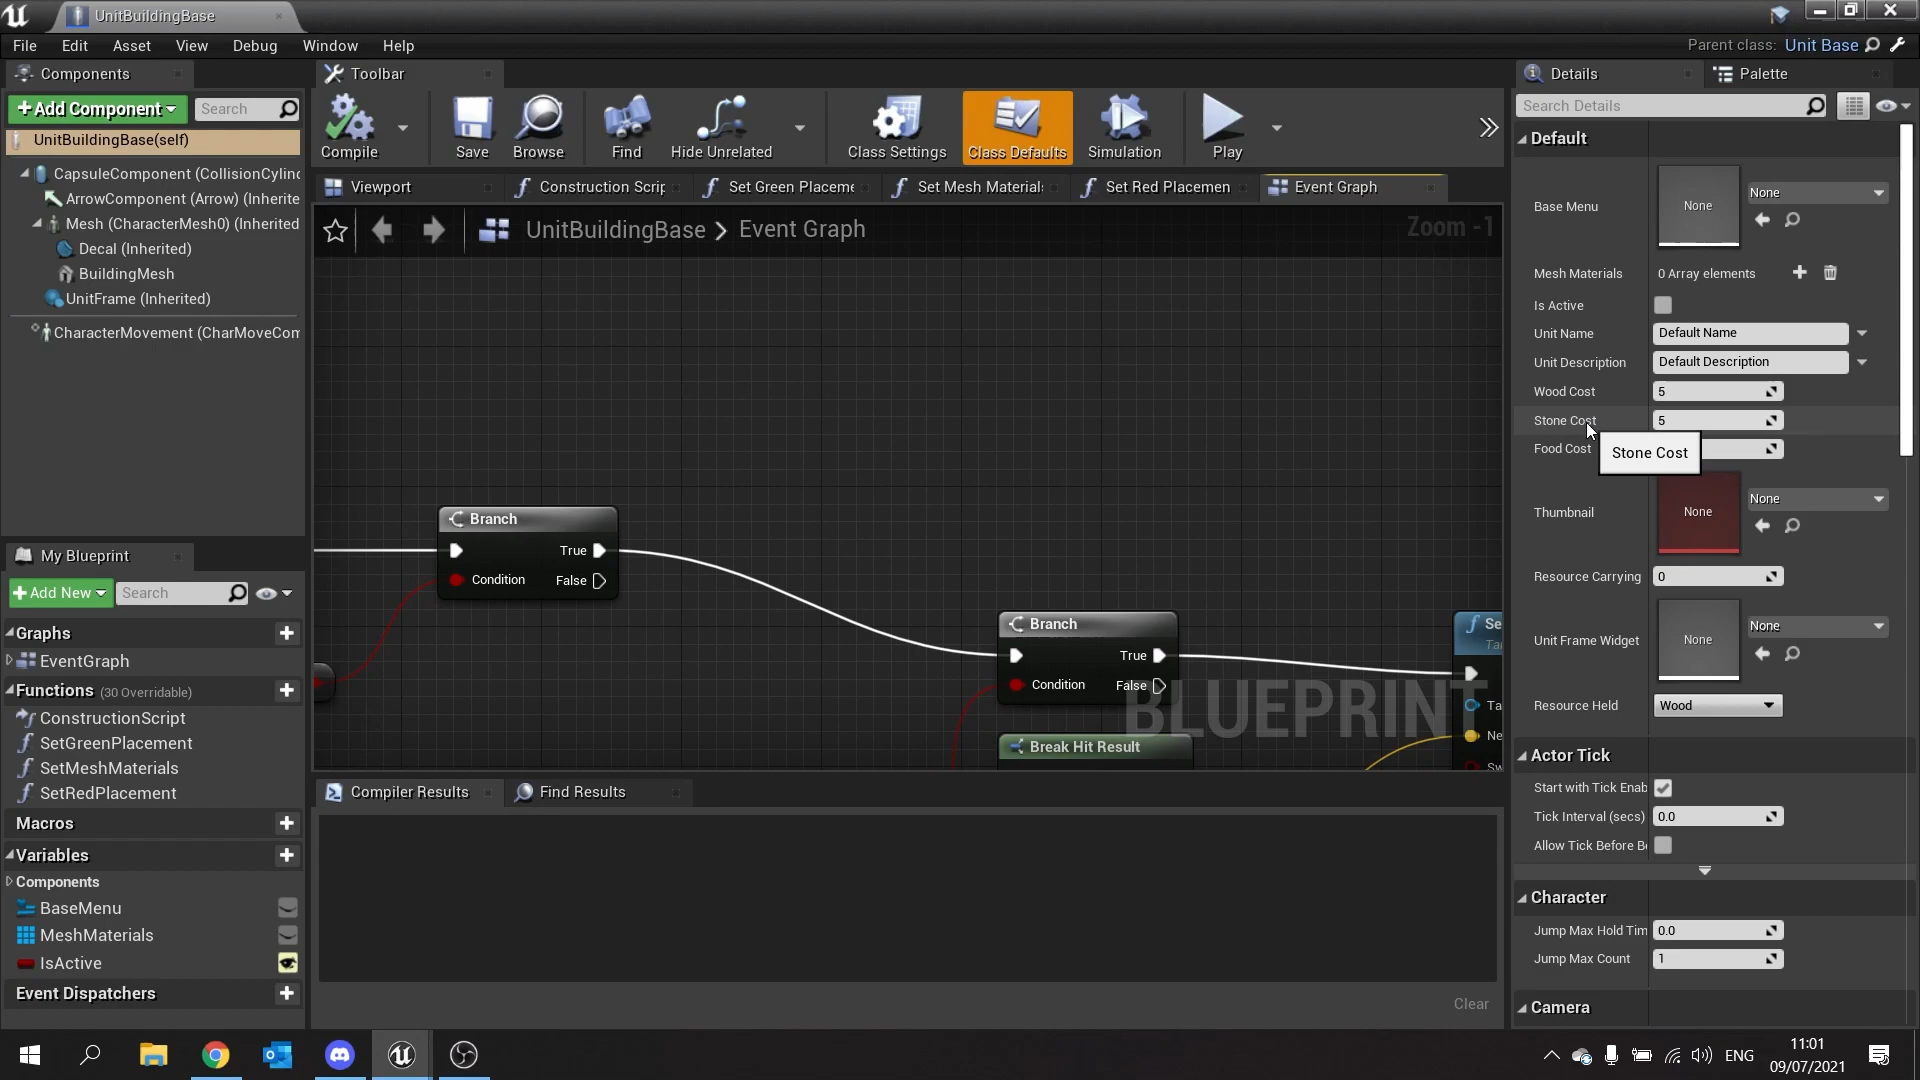 UnitBuildingBase
File Edit Asset View Debug Window Help
Parent class: Unit Base
Components
Toolbar
Details
Palette
Add Component
Search
Compile
Save
Browse
Find
Hide Unrelated
Class Settings
Class Defaults
Simulation
Play
Search Details
UnitBuildingBase(self)
CapsuleComponent (CollisionCylind
ArrowComponent (Arrow) (Inherite
Mesh (CharacterMesh0) (Inherited
Decal (Inherited)
BuildingMesh
UnitFrame (Inherited)
CharacterMovement (CharMoveCom
Viewport
Construction Scrip
Set Green Placeme
Set Mesh Material
Set Red Placemen
Event Graph
UnitBuildingBase > Event Graph
Zoom -1
Branch
True
Condition
False
Branch
True
Condition
False
Break Hit Result
Se
Ta
Ta
Ne
Sw
BLUEPRINT
Compiler Results
Find Results
Clear
My Blueprint
Add New
Search
Graphs
EventGraph
Functions (30 Overridable)
ConstructionScript
SetGreenPlacement
SetMeshMaterials
SetRedPlacement
Macros
Variables
Components
BaseMenu
MeshMaterials
IsActive
Event Dispatchers
Default
Base Menu
None
None
Mesh Materials
0 Array elements
Is Active
Unit Name
Default Name
Unit Description
Default Description
Wood Cost
5
Stone Cost
5
Food Cost
Stone Cost
Thumbnail
None
None
Resource Carrying
0
Unit Frame Widget
None
None
Resource Held
Wood
Actor Tick
Start with Tick Enab
Tick Interval (secs)
0.0
Allow Tick Before Be
Character
Jump Max Hold Tim
0.0
Jump Max Count
1
Camera
ENG
11:01
09/07/2021